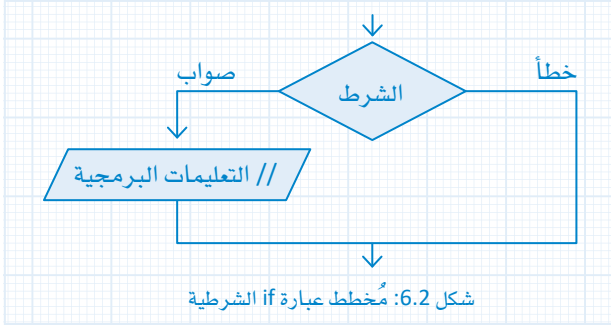 خطأ
صواب
الشرط
// التعليمات البرمجية
شكل 6.2: مُخطط عبارة if الشرطية